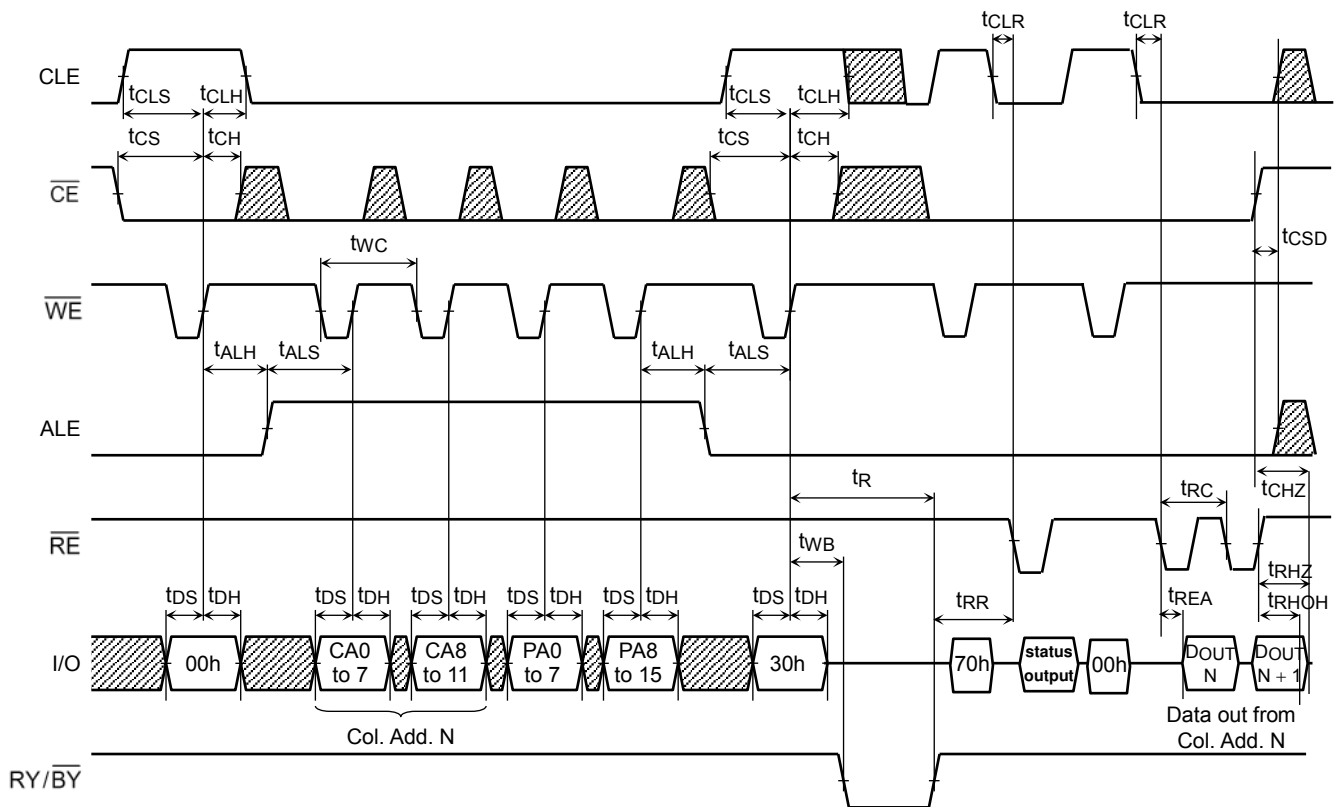 tCLR tCLR
CLE
tCLS tCLH tCLS tCLH
tCS tCH tCS tCH
CE
tWC tCSD
WE
tALH tALS tALH tALS
ALE
tR tCHZ
tRC
RE
tWB
tRHZ
tDS tDH tDS tDH tDS tDH tDS tDH tDS tDH tDS tDH tRR tREA tRHOH
I/O 00h CA0 to 7 CA8 to 11 PA0 to 7 PA8 to 15 30h 70h status output 00h DOUT N DOUT N + 1
Col. Add. N
Data out from
Col. Add. N
RY/BY